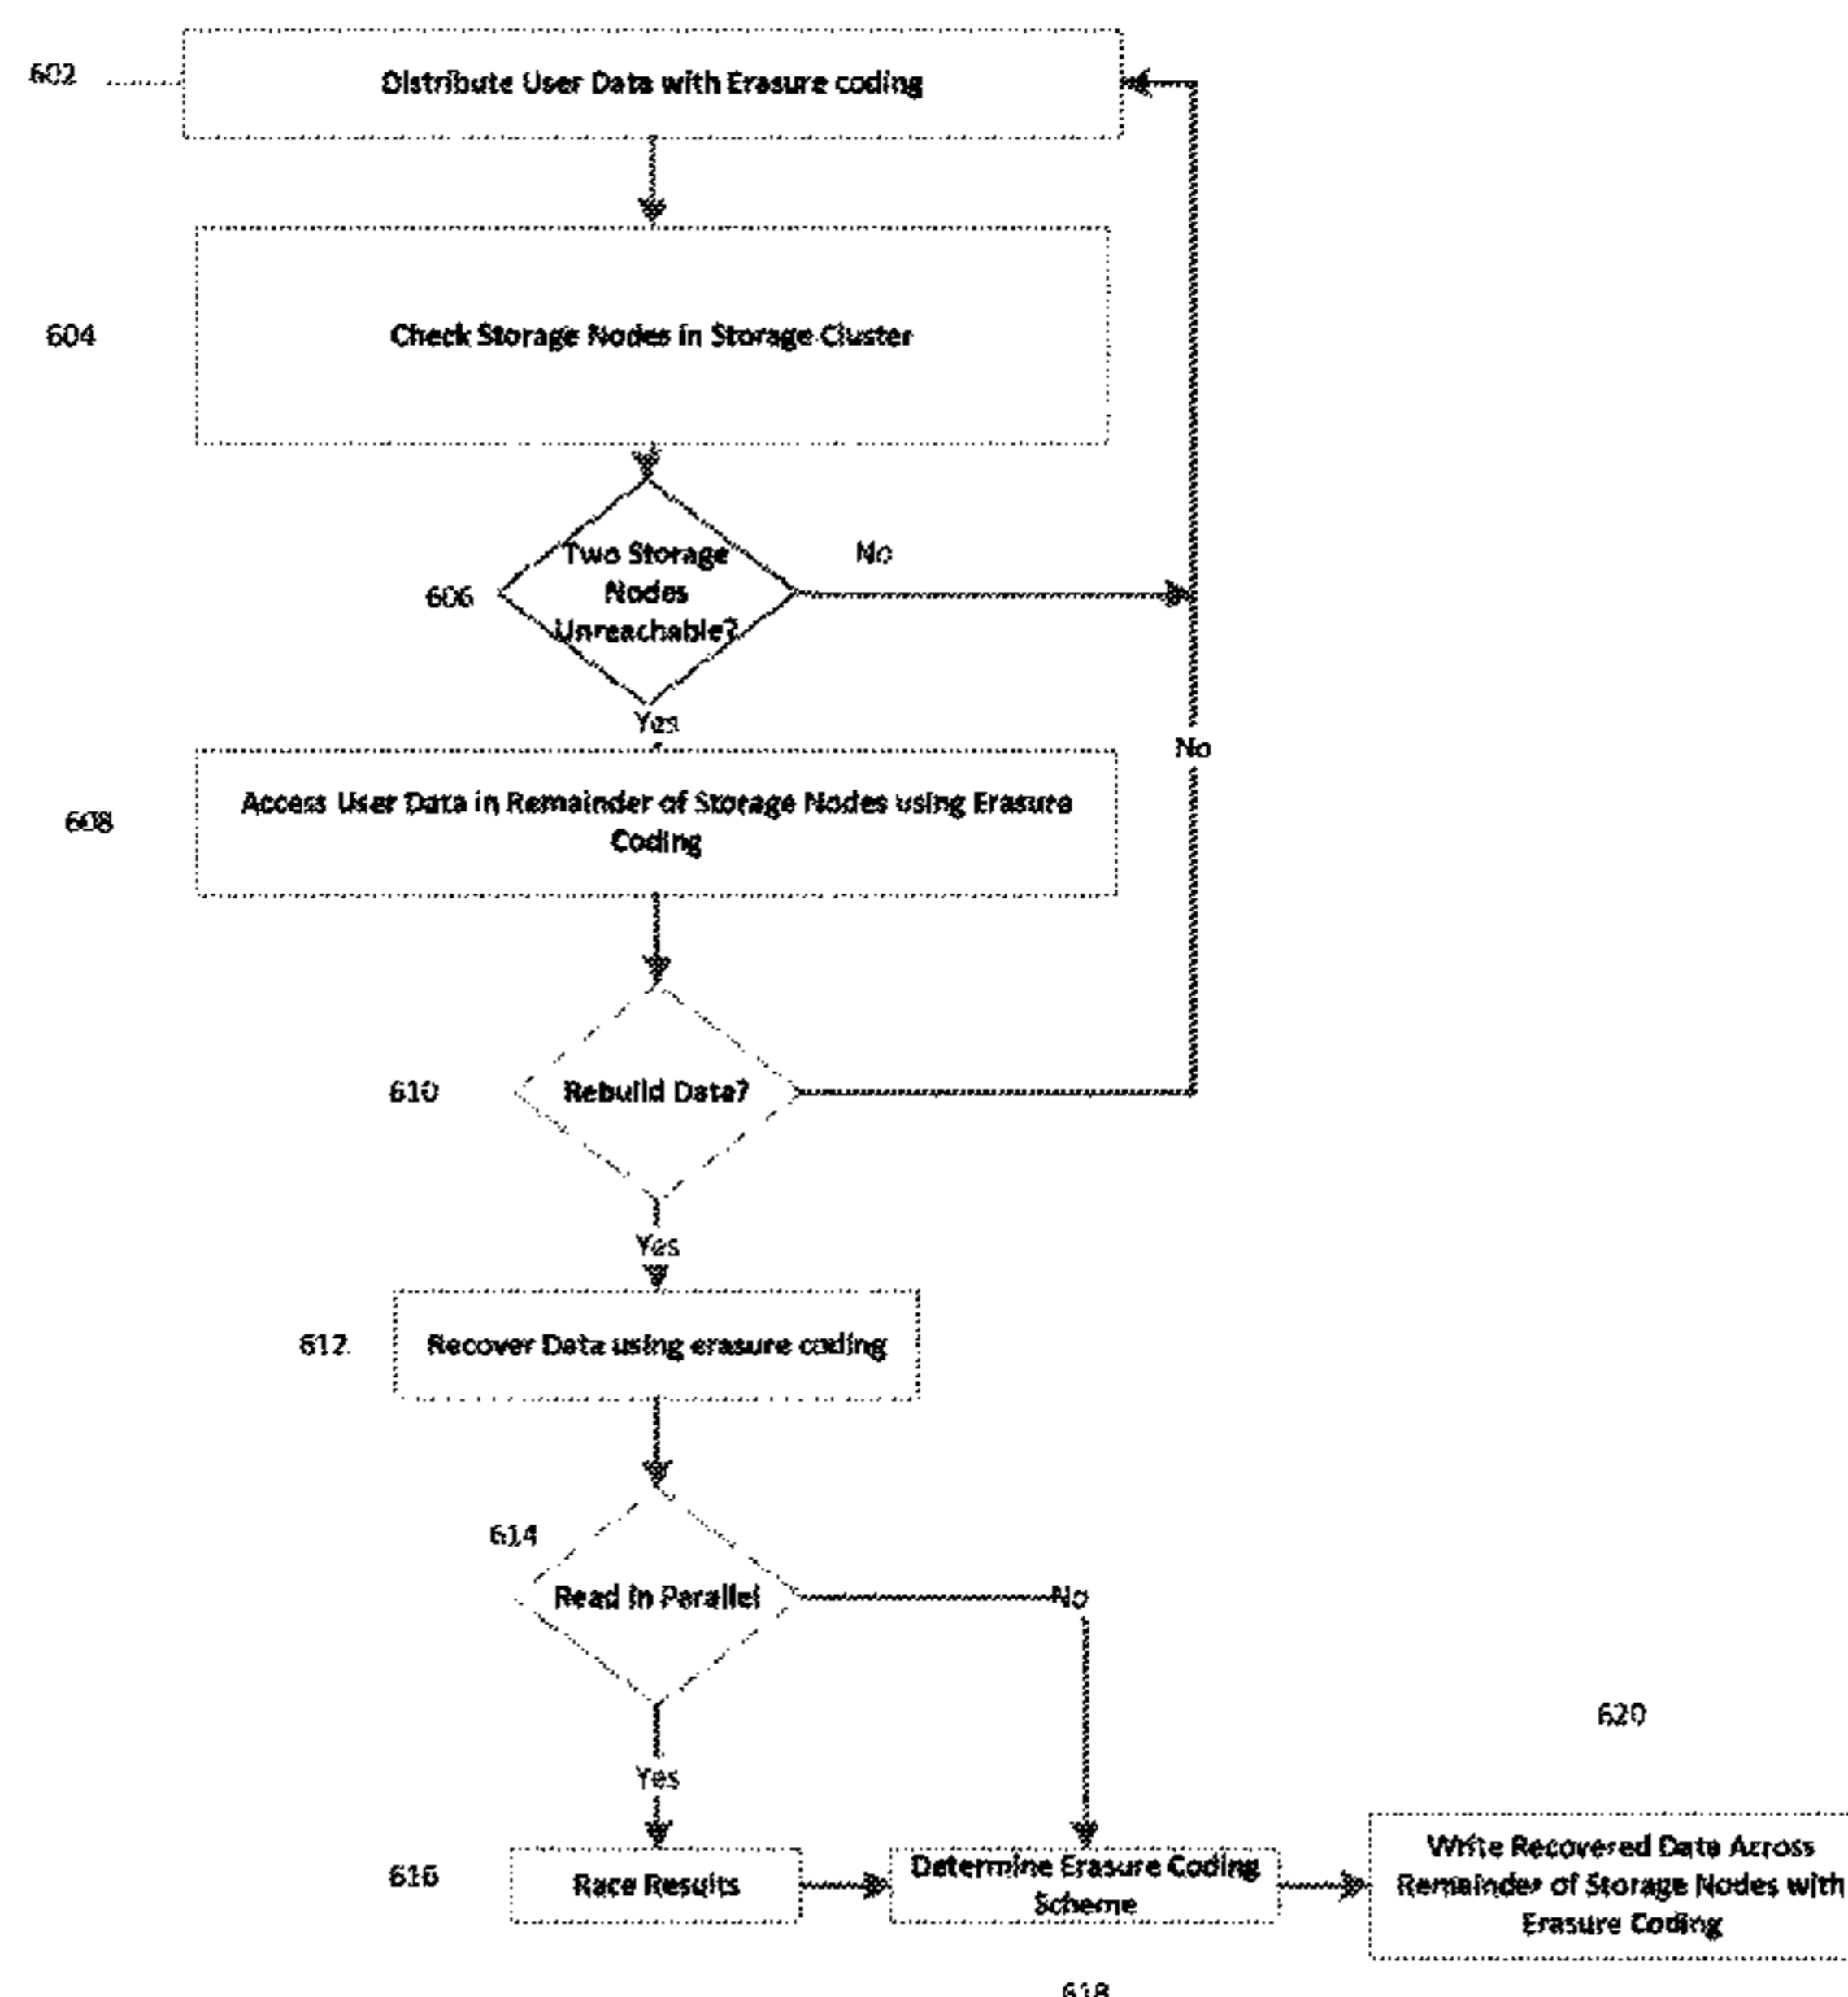 602
Distribute User Data with Erasure coding
604
Check Storage Nodes in Storage Cluster
606
Two Storage
Nodes
Unreachable?
No
Yes
No
608
Access User Data in Remainder of Storage Nodes using Erasure
Coding
610
Rebuild Data?
Yes
612
Recover Data using erasure coding
614
Read in Parallel
No
Yes
620
616
Race Results
Determine Erasure Coding
Scheme
Write Recovered Data Across
Remainder of Storage Nodes with
Erasure Coding
618